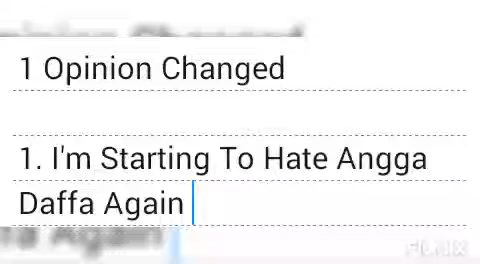 1 Opinion Changed
1. I'm Starting To Hate Angga
Daffa Again